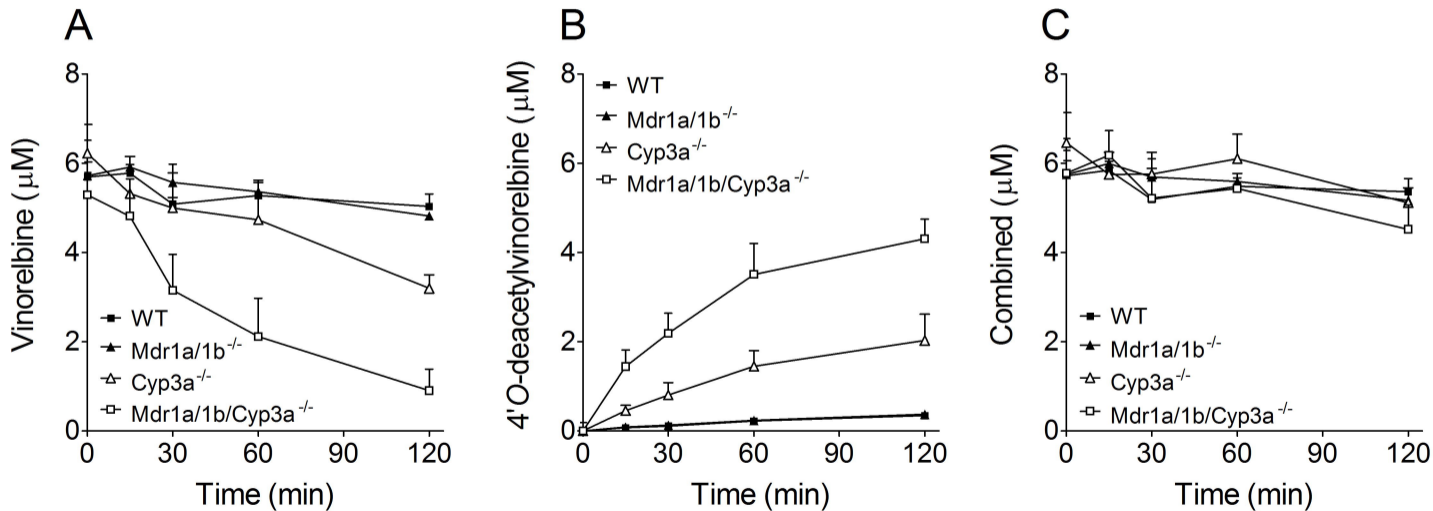 A
Vinorelbine (μM)
8
6
4
2
0
WT
Mdr1a/1b-/-
Cyp3a-/-
Mdr1a/1b/Cyp3a-/-
0 30 60 90 120
Time (min)
B
4'O-deacetylvinorelbine (μM)
8
6
4
2
0
WT
Mdr1a/1b-/-
Cyp3a-/-
Mdr1a/1b/Cyp3a-/-
0 30 60 90 120
Time (min)
C
Combined (μM)
8
6
4
2
0
WT
Mdr1a/1b-/-
Cyp3a-/-
Mdr1a/1b/Cyp3a-/-
0 30 60 90 120
Time (min)